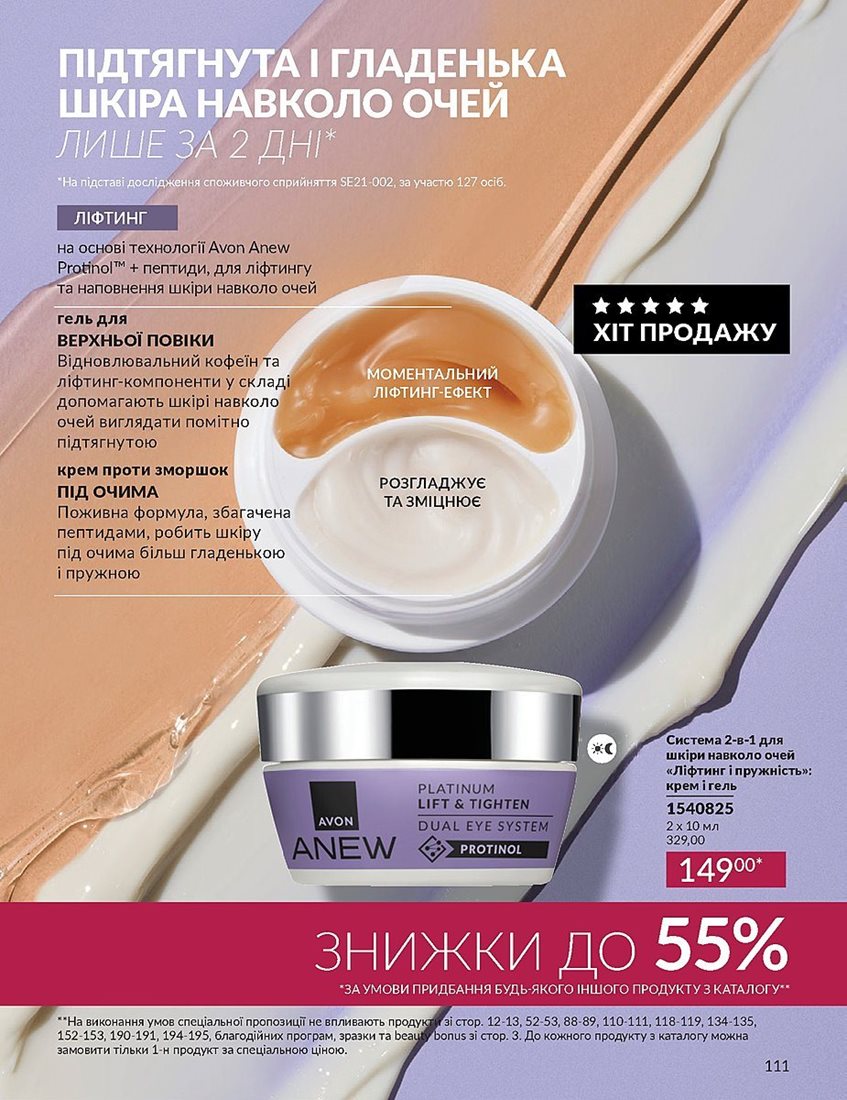 ПІДТЯГНУТА І ГЛАДЕНЬКА
ШКІРА НАВКОЛО ОЧЕЙ
ЛИШЕ ЗА 2 ДНІ*
*На підставі дослідження споживчого сприйняття SE21-002, за участю 127 осіб.
ЛІФТИНГ
на основі технології Avon Anew
Protinol™ + пептиди, для ліфтингу
та наповнення шкіри навколо очей
гель для
ВЕРХНЬОЇ ПОВІКИ
Відновлювальний кофеїн та
ліфтинг-компоненти у складі
допомагають шкірі навколо
очей виглядати помітно
підтягнутою
крем проти зморшок
ПІД ОЧИМА
Поживна формула, збагачена
пептидами, робить шкіру
під очима більш гладенькою
і пружною
МОМЕНТАЛЬНИЙ
ЛІФТИНГ-ЕФЕКТ
РОЗГЛАДЖУЄ
ТА ЗМІЦНЮЄ
ХІТ ПРОДАЖУ
AVON
ANEW
PLATINUM
LIFT & TIGHTEN
DUAL EYE SYSTEM
PROTINOL
Система 2-в-1 для
шкіри навколо очей
«Ліфтинг і пружність»:
крем і гель
1540825
2 x 10 мл
329,00
14900*
ЗНИЖКИ ДО 55%
*ЗА УМОВИ ПРИДБАННЯ БУДЬ-ЯКОГО ІНШОГО ПРОДУКТУ З КАТАЛОГУ**
**На виконання умов спеціальної пропозиції не впливають продукти зі стор. 12-13, 52-53, 88-89, 110-111, 118-119, 134-135,
152-153, 190-191, 194-195, благодійних програм, зразки та beauty bonus зі стор. 3. До кожного продукту з каталогу можна
замовити тільки 1-н продукт за спеціальною ціною.
111